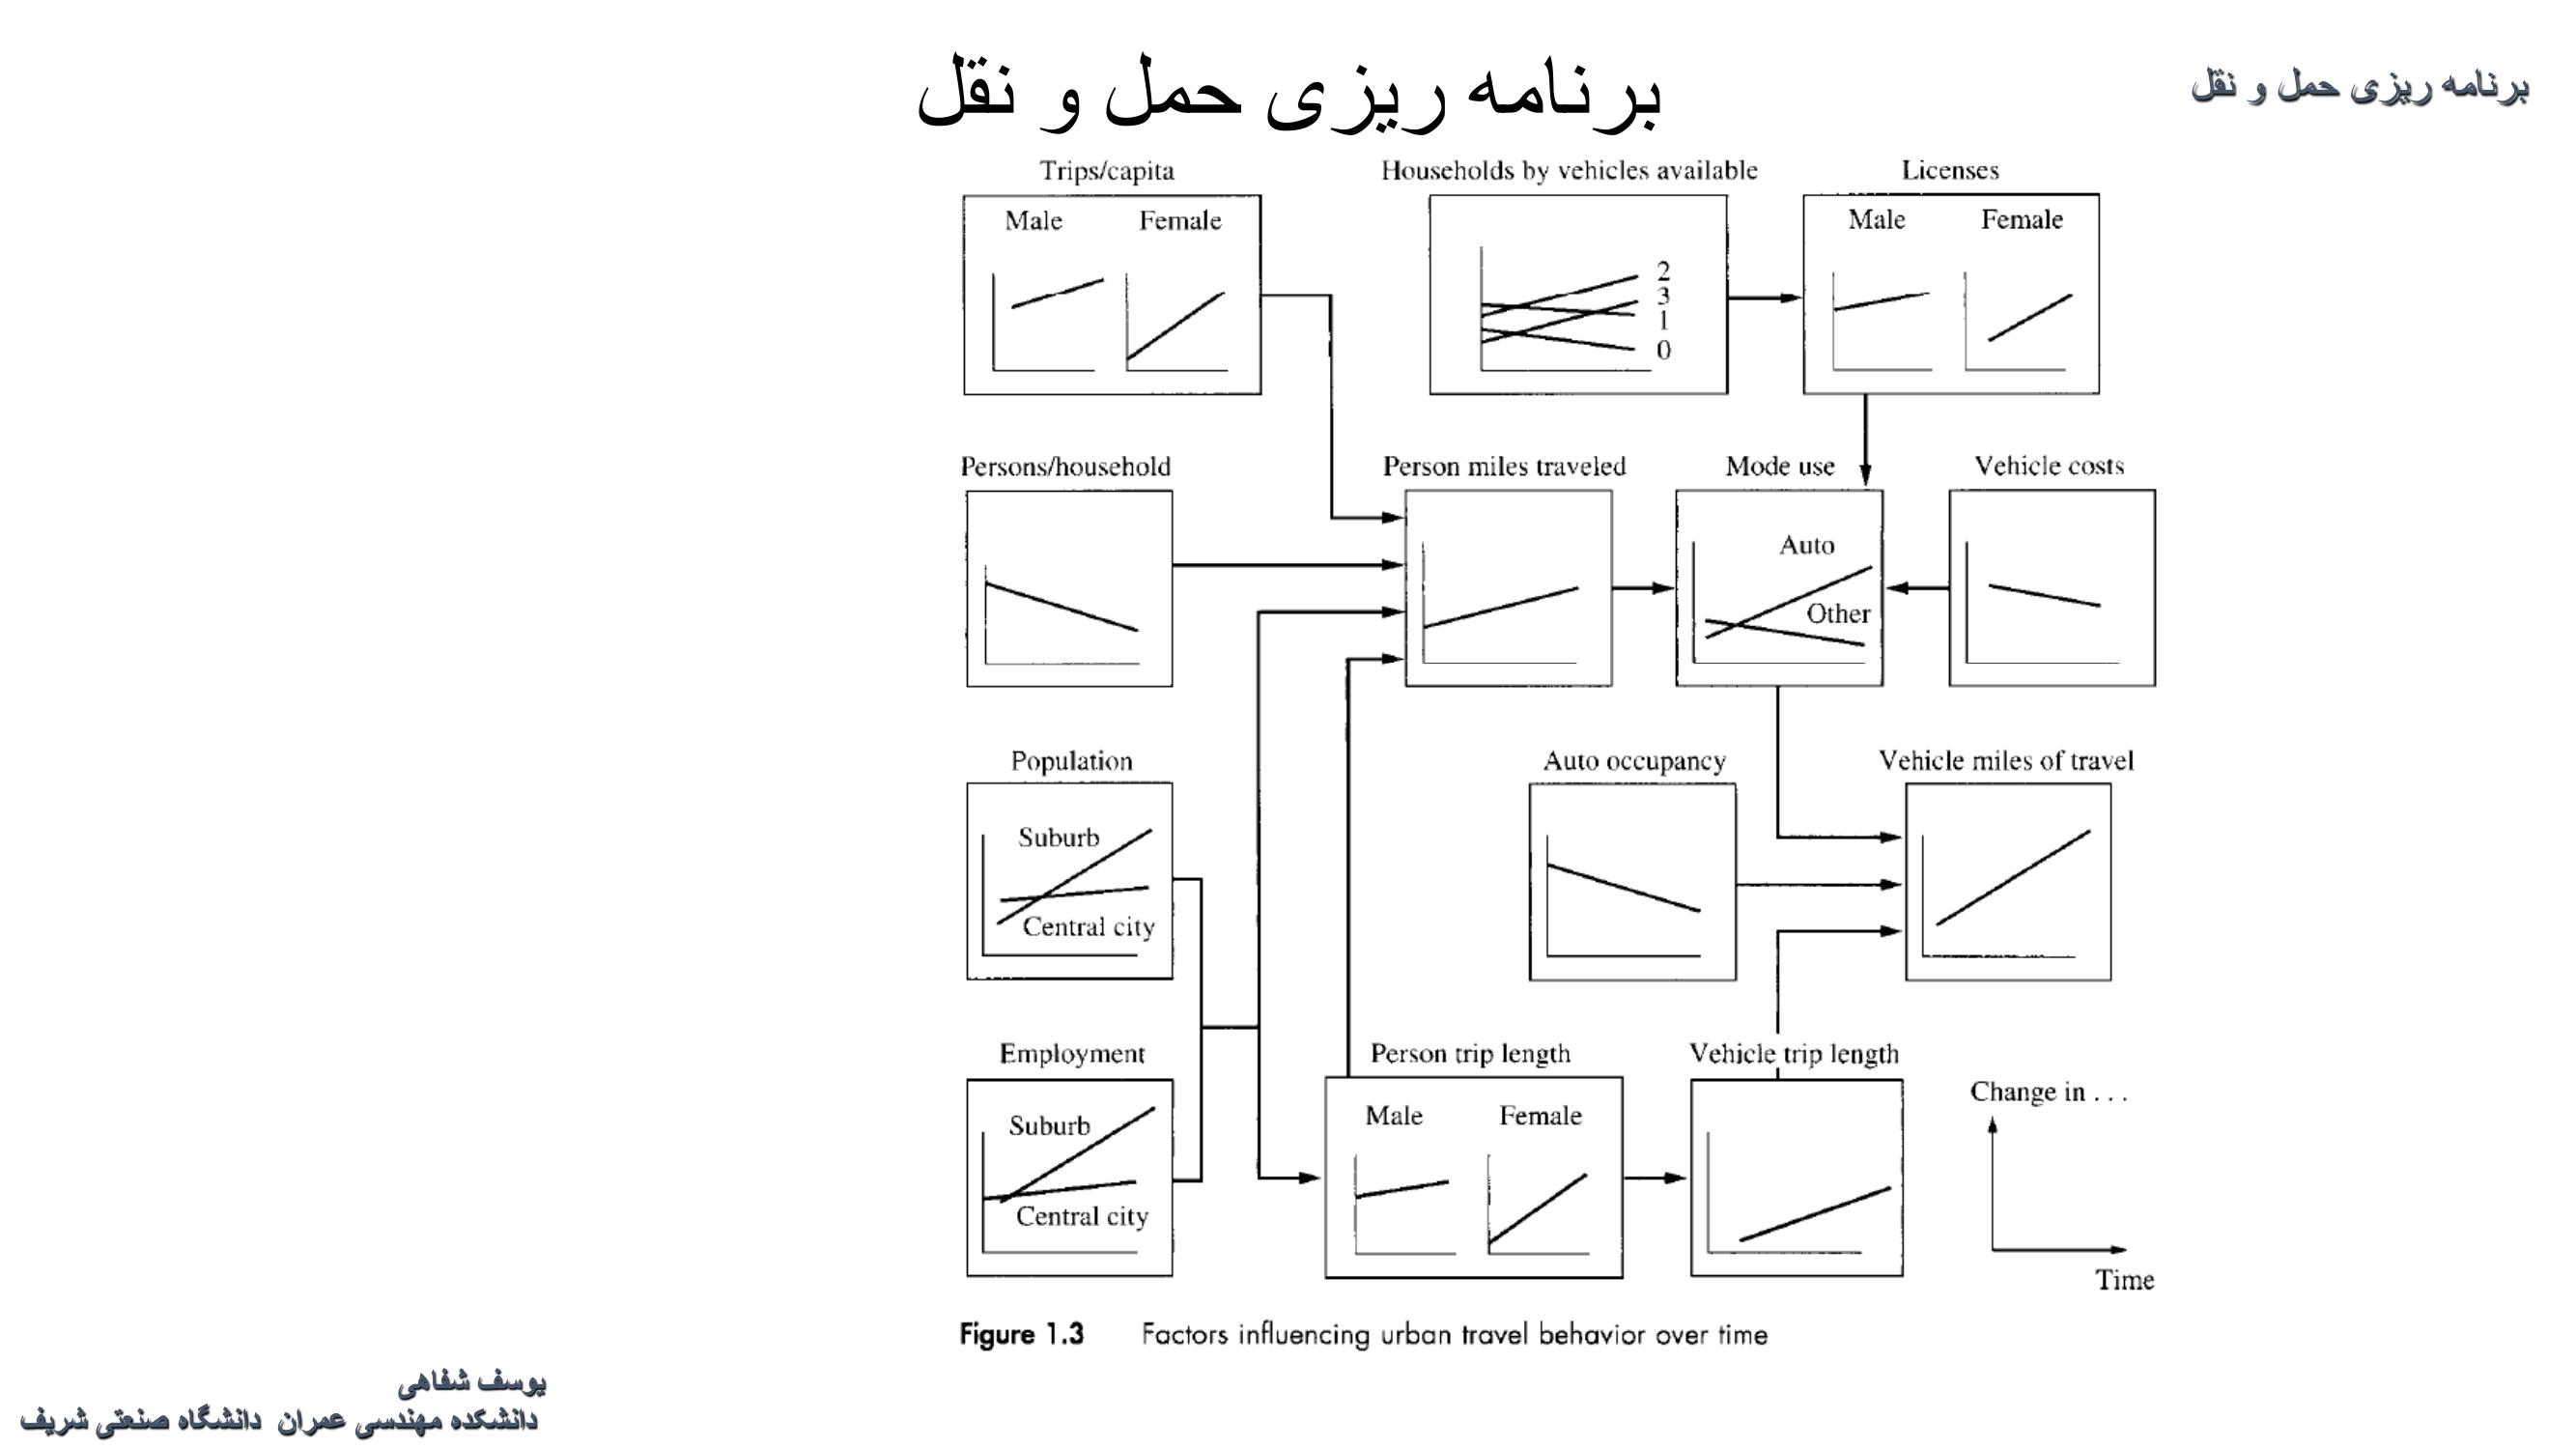 برنامه ریزی حمل و نقل
برنامه ریزی حمل و نقل
Trips/capita
Male Female
Households by vehicles available
2
3
1
0
Licenses
Male Female
Persons/household
Person miles traveled
Mode use
Auto
Other
Vehicle costs
Population
Suburb
Central city
Auto occupancy
Vehicle miles of travel
Employment
Suburb
Central city
Person trip length
Male Female
Vehicle trip length
Change in . . .
Time
Figure 1.3 Factors influencing urban travel behavior over time
یوسف شفاهی
دانشکده مهندسی عمران دانشگاه صنعتی شریف